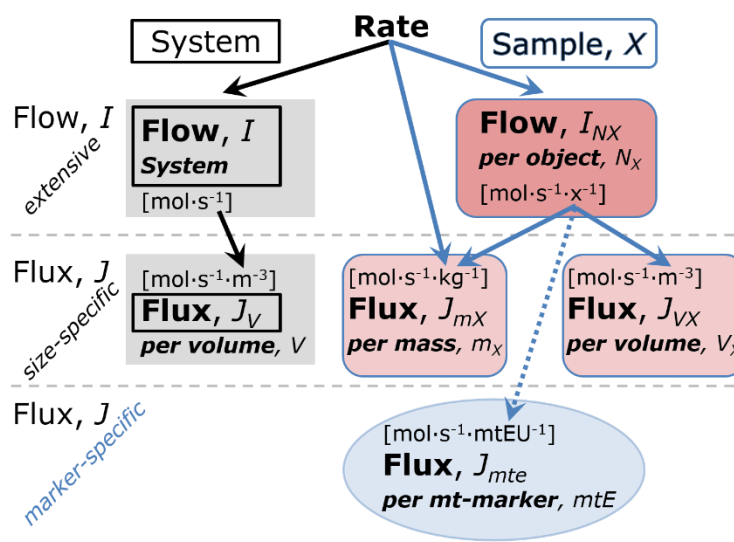 Rate
System
Sample, X
Flow, I
extensive
Flow, I
System
[mol·s⁻¹]
Flow, I_NX
per object, N_X
[mol·s⁻¹·x⁻¹]
Flux, J
size-specific
[mol·s⁻¹·m⁻³]
Flux, J_V
per volume, V
[mol·s⁻¹·kg⁻¹]
Flux, J_mX
per mass, m_X
[mol·s⁻¹·m⁻³]
Flux, J_VX
per volume, V_X
Flux, J
marker-specific
[mol·s⁻¹·mtEU⁻¹]
Flux, J_mte
per mt-marker, mtE